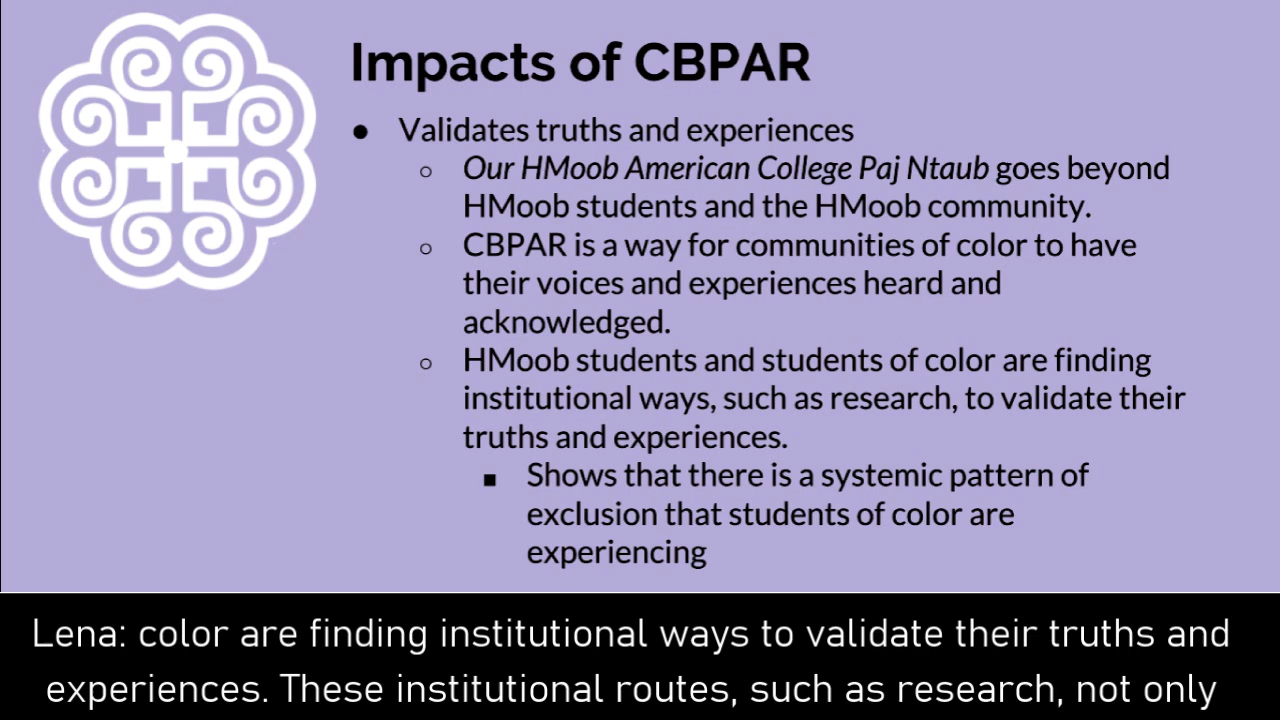 Impacts of CBPAR
● Validates truths and experiences
○ Our HMoob American College Paj Ntaub goes beyond
HMoob students and the HMoob community.
○ CBPAR is a way for communities of color to have
their voices and experiences heard and
acknowledged.
○ HMoob students and students of color are finding
institutional ways, such as research, to validate their
truths and experiences.
■ Shows that there is a systemic pattern of
exclusion that students of color are
experiencing
Lena: color are finding institutional ways to validate their truths and
experiences. These institutional routes, such as research, not only